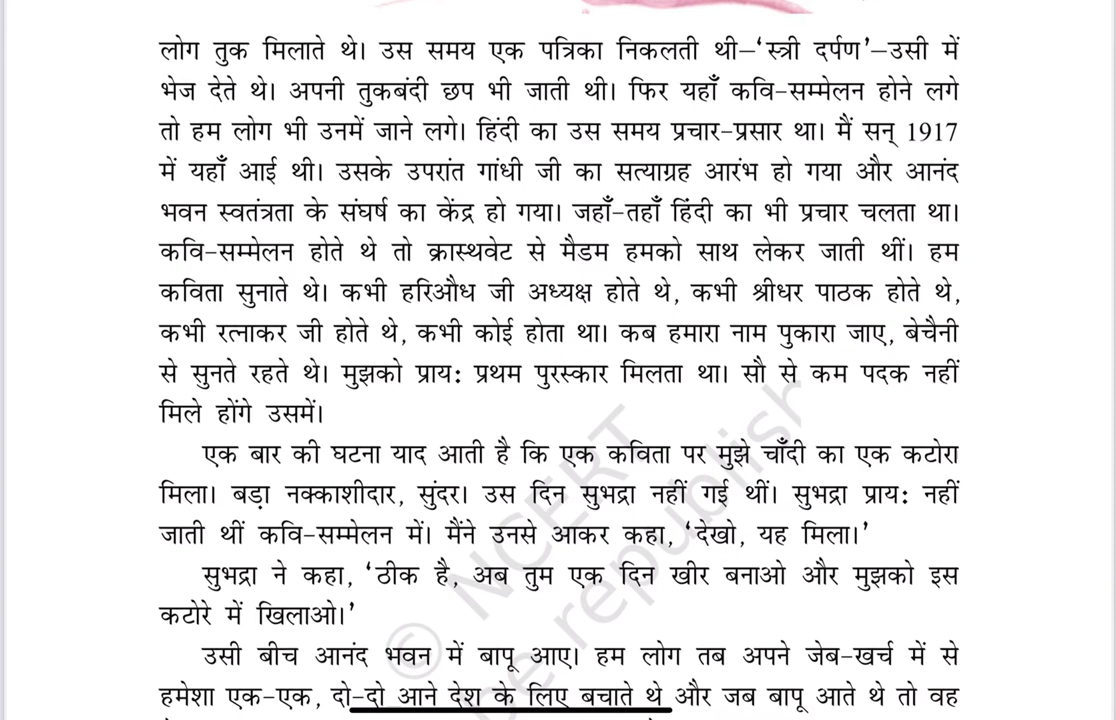 लोग तुक मिलाते थे। उस समय एक पत्रिका निकलती थी–‘स्त्री दर्पण’–उसी में
भेज देते थे। अपनी तुकबंदी छप भी जाती थी। फिर यहाँ कवि-सम्मेलन होने लगे
तो हम लोग भी उनमें जाने लगे। हिंदी का उस समय प्रचार-प्रसार था। मैं सन् 1917
में यहाँ आई थी। उसके उपरांत गांधी जी का सत्याग्रह आरंभ हो गया और आनंद
भवन स्वतंत्रता के संघर्ष का केंद्र हो गया। जहाँ-तहाँ हिंदी का भी प्रचार चलता था।
कवि-सम्मेलन होते थे तो क्रास्थवेट से मैडम हमको साथ लेकर जाती थीं। हम
कविता सुनाते थे। कभी हरिऔध जी अध्यक्ष होते थे, कभी श्रीधर पाठक होते थे,
कभी रत्नाकर जी होते थे, कभी कोई होता था। कब हमारा नाम पुकारा जाए, बेचैनी
से सुनते रहते थे। मुझको प्राय: प्रथम पुरस्कार मिलता था। सौ से कम पदक नहीं
मिले होंगे उसमें।
एक बार की घटना याद आती है कि एक कविता पर मुझे चाँदी का एक कटोरा
मिला। बड़ा नक्काशीदार, सुंदर। उस दिन सुभद्रा नहीं गई थीं। सुभद्रा प्राय: नहीं
जाती थीं कवि-सम्मेलन में। मैंने उनसे आकर कहा, ‘देखो, यह मिला।’
सुभद्रा ने कहा, ‘ठीक है, अब तुम एक दिन खीर बनाओ और मुझको इस
कटोरे में खिलाओ।’
उसी बीच आनंद भवन में बापू आए। हम लोग तब अपने जेब-खर्च में से
हमेशा एक-एक, दो-दो आने देश के लिए बचाते थे और जब बापू आते थे तो वह
© NCERT
be republish